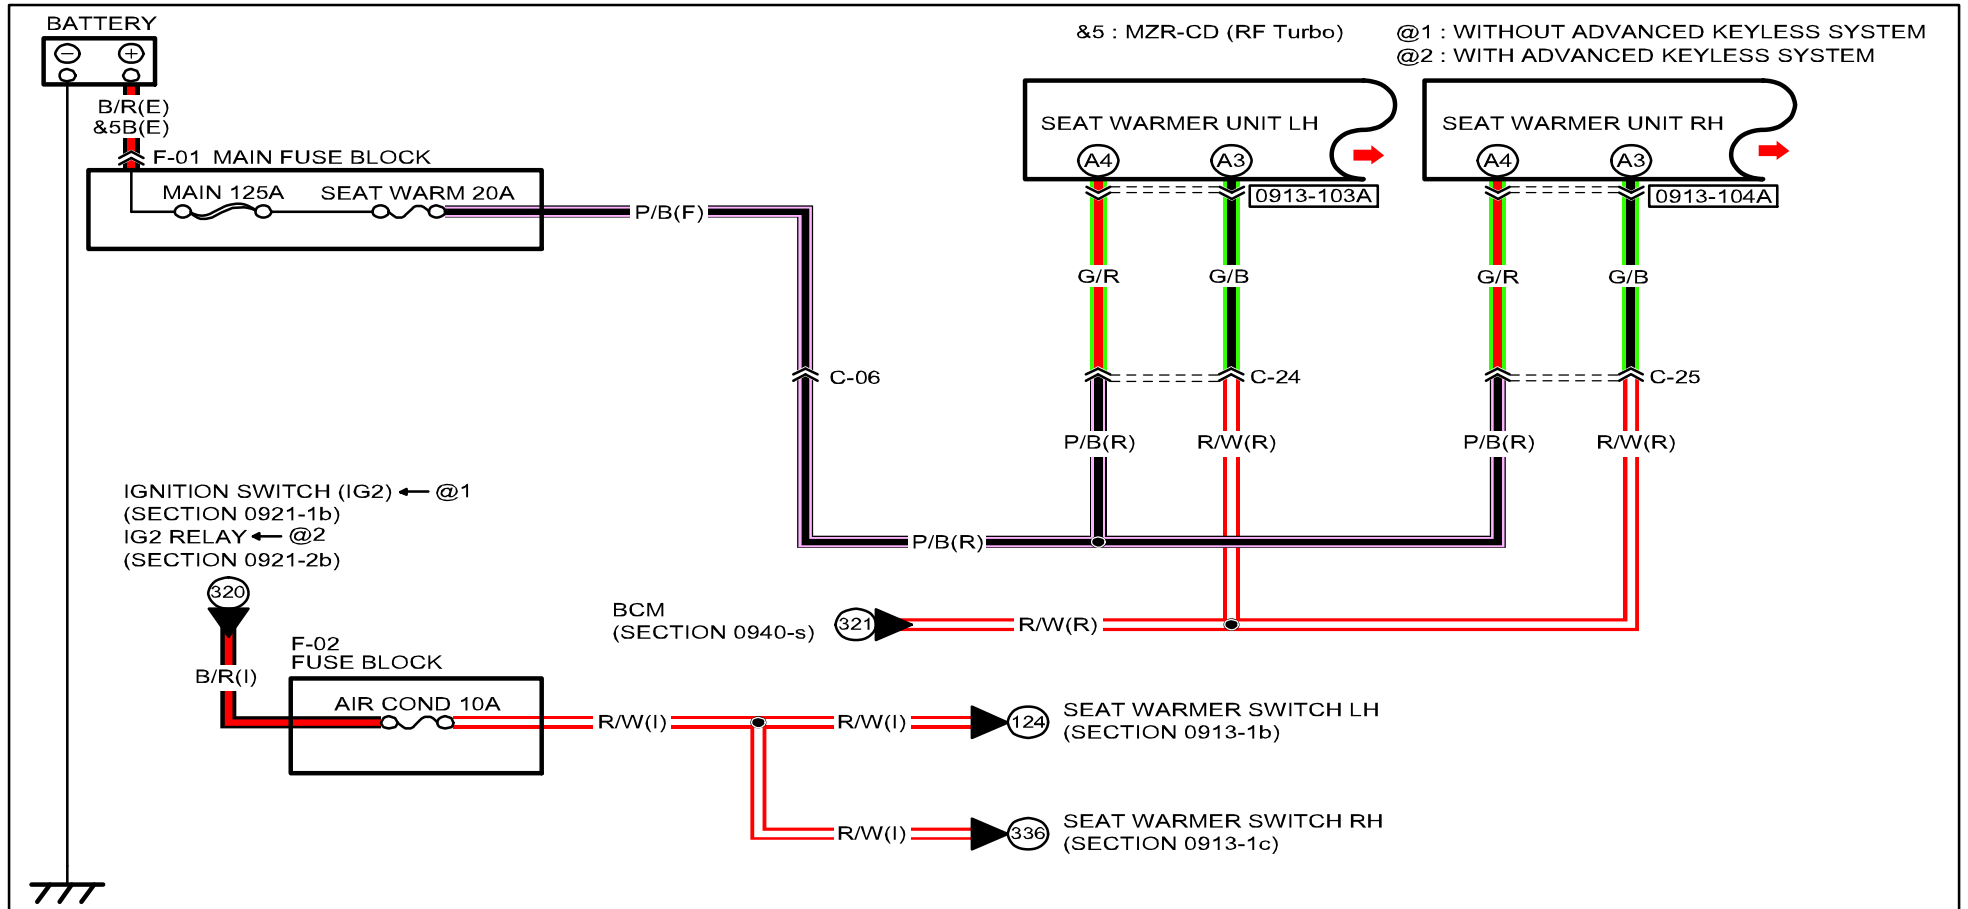 BATTERY
&5 : MZR-CD (RF Turbo)
@1 : WITHOUT ADVANCED KEYLESS SYSTEM
@2 : WITH ADVANCED KEYLESS SYSTEM
− +
B/R(E)
&5B(E)
F-01 MAIN FUSE BLOCK
MAIN 125A
SEAT WARM 20A
P/B(F)
SEAT WARMER UNIT LH
A4
A3
0913-103A
SEAT WARMER UNIT RH
A4
A3
0913-104A
G/R
G/B
G/R
G/B
C-06
C-24
C-25
P/B(R)
R/W(R)
P/B(R)
R/W(R)
IGNITION SWITCH (IG2) ← @1
(SECTION 0921-1b)
IG2 RELAY ← @2
(SECTION 0921-2b)
P/B(R)
320
BCM
(SECTION 0940-s)
321
R/W(R)
B/R(I)
F-02
FUSE BLOCK
AIR COND 10A
R/W(I)
R/W(I)
124
SEAT WARMER SWITCH LH
(SECTION 0913-1b)
R/W(I)
336
SEAT WARMER SWITCH RH
(SECTION 0913-1c)